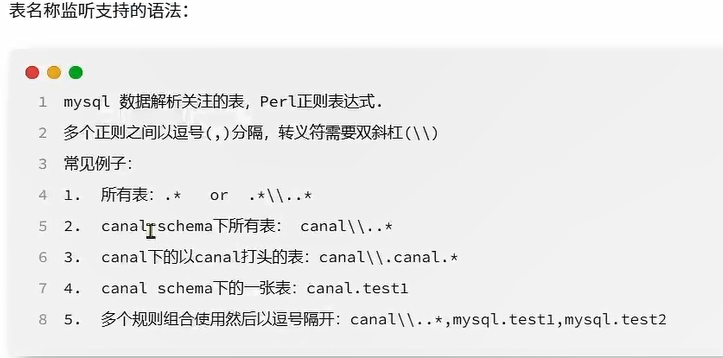 表名称监听支持的语法：
1 mysql 数据解析关注的表，Perl正则表达式.
2 多个正则之间以逗号(,)分隔，转义符需要双斜杠(\\)
3 常见例子：
4 1. 所有表：.* or .*\\..*
5 2. canal schema下所有表： canal\\..*
6 3. canal下的以canal打头的表：canal\\.canal.*
7 4. canal schema下的一张表：canal.test1
8 5. 多个规则组合使用然后以逗号隔开：canal\\..*,mysql.test1,mysql.test2